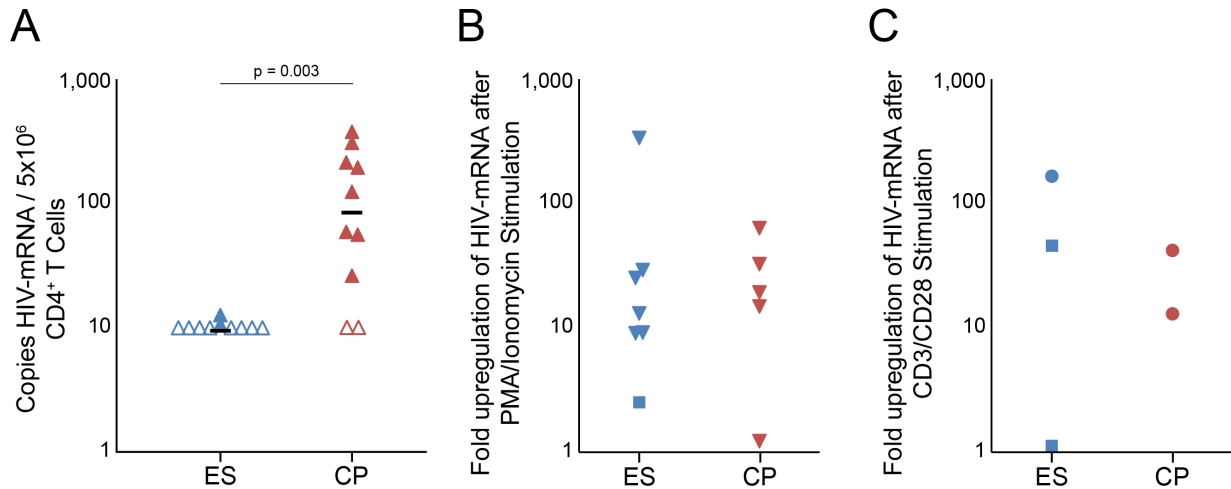 A
Copies HIV-mRNA / 5x10⁶
CD4⁺ T Cells
1,000
100
10
1
p = 0.003
ES
CP
B
Fold upregulation of HIV-mRNA after
PMA/Ionomycin Stimulation
1,000
100
10
1
ES
CP
C
Fold upregulation of HIV-mRNA after
CD3/CD28 Stimulation
1,000
100
10
1
ES
CP